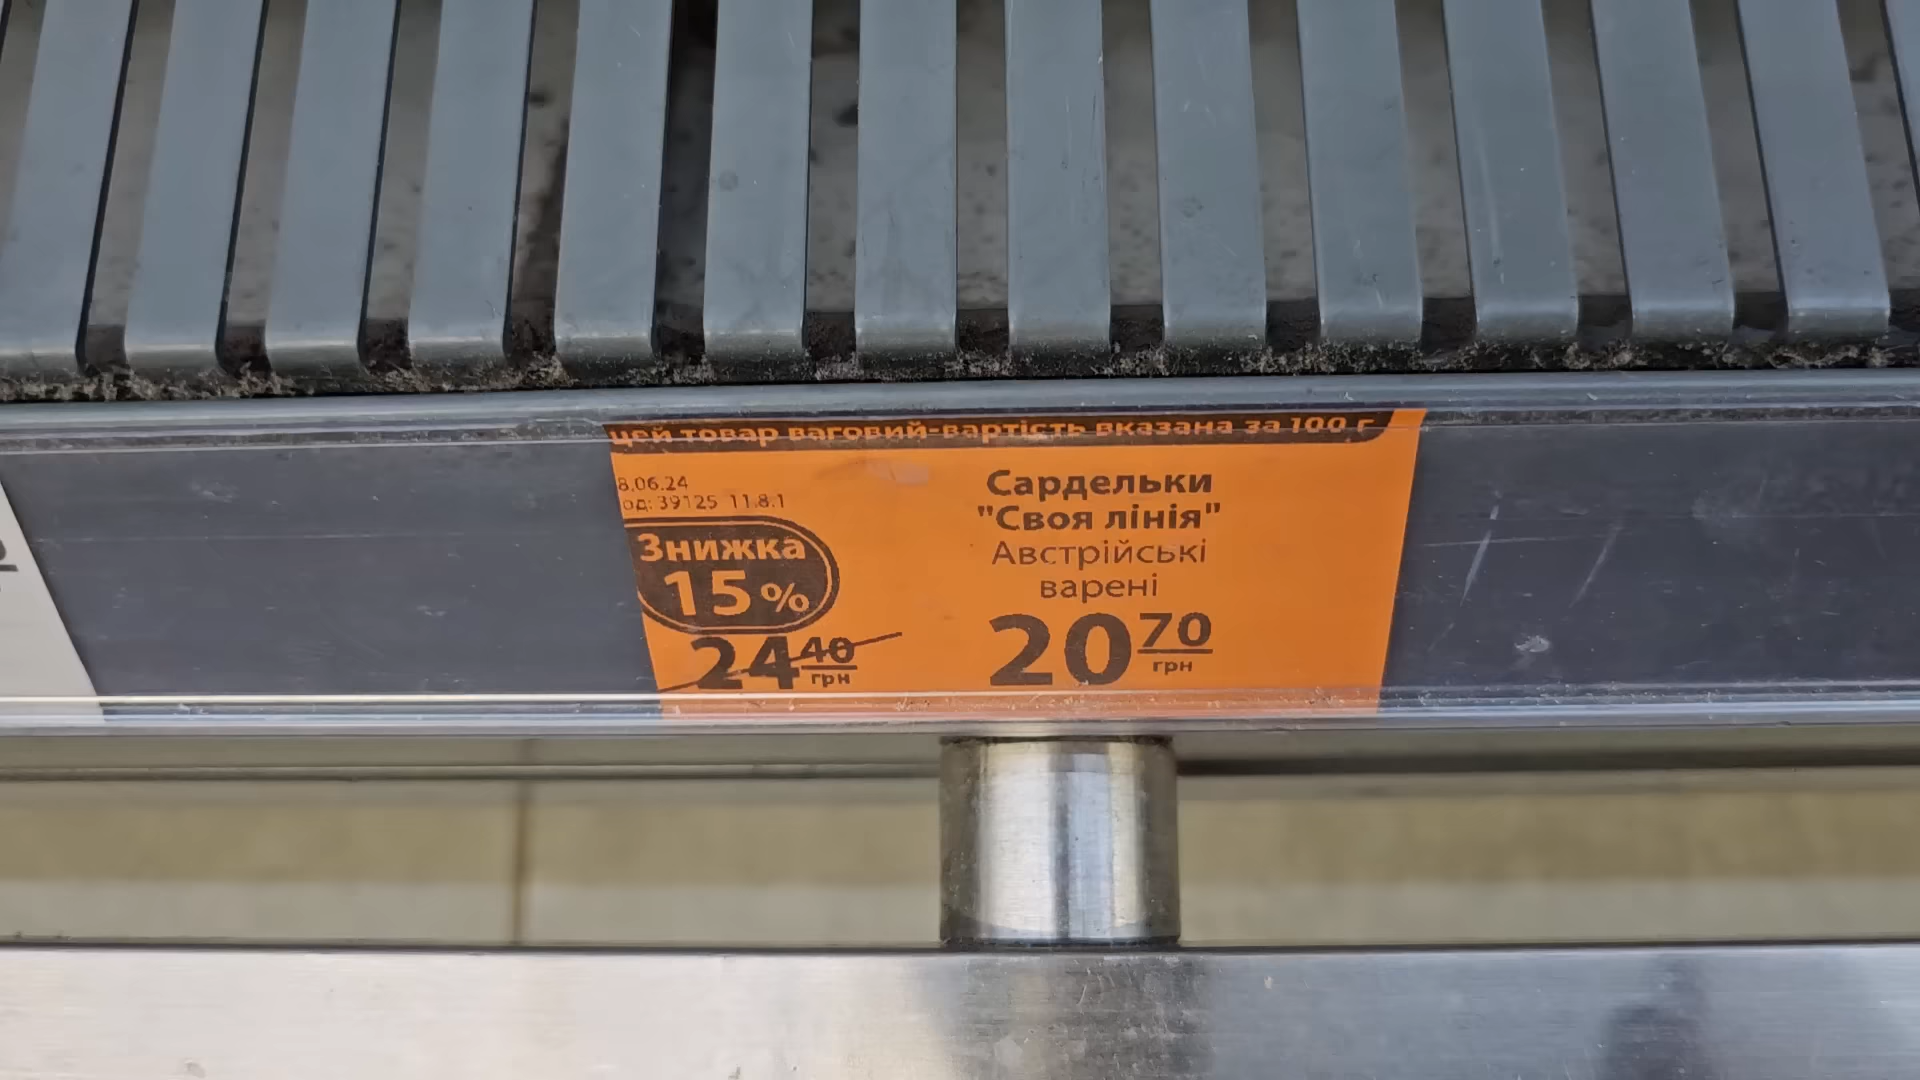 цей товар ваговий-вартість вказана за 100 г
8.06.24
од: 39125 11.8.1
Знижка
15%
24 40 грн
Сардельки
"Своя лінія"
Австрійські
варені
20 70 грн